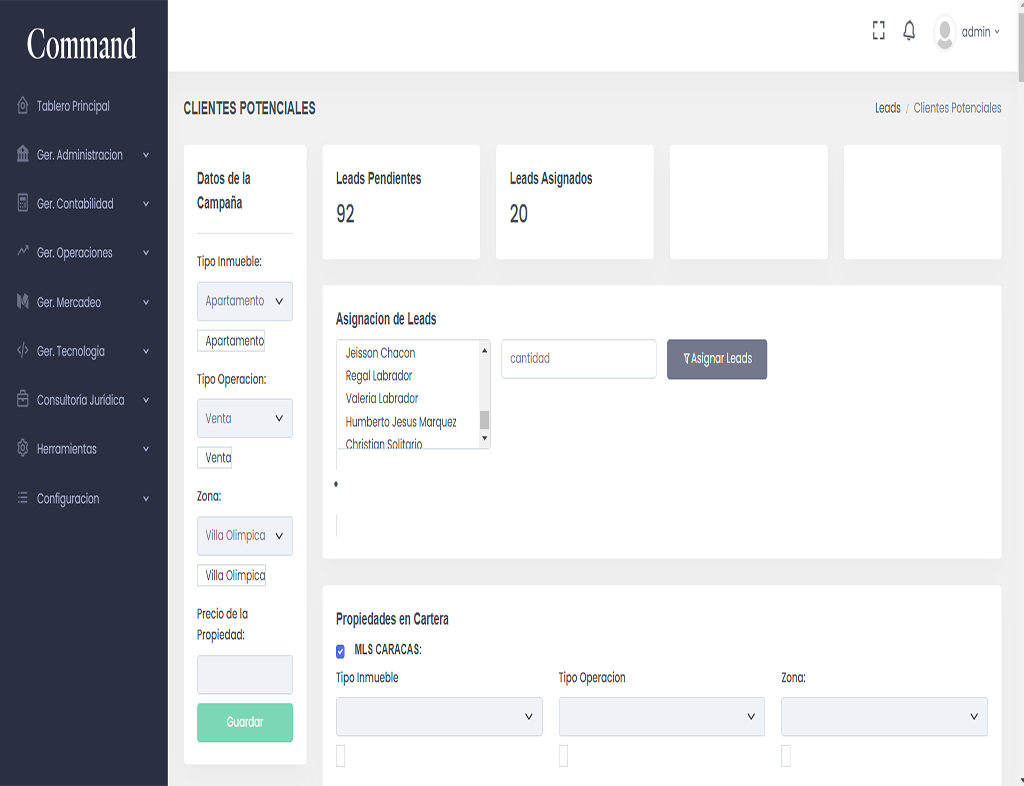 Command
admin
Tablero Principal
Ger. Administracion
Ger. Contabilidad
Ger. Operaciones
Ger. Mercadeo
Ger. Tecnologia
Consultoría Jurídica
Herramientas
Configuracion
CLIENTES POTENCIALES
Leads / Clientes Potenciales
Datos de la
Campaña
Tipo Inmueble:
Apartamento
Apartamento
Tipo Operacion:
Venta
Venta
Zona:
Villa Olimpica
Villa Olimpica
Precio de la
Propiedad:
Guardar
Leads Pendientes
92
Leads Asignados
20
Asignacion de Leads
Jeisson Chacon
Regal Labrador
Valeria Labrador
Humberto Jesus Marquez
Christian Solitario
cantidad
Asignar Leads
Propiedades en Cartera
MLS CARACAS:
Tipo Inmueble
Tipo Operacion
Zona: